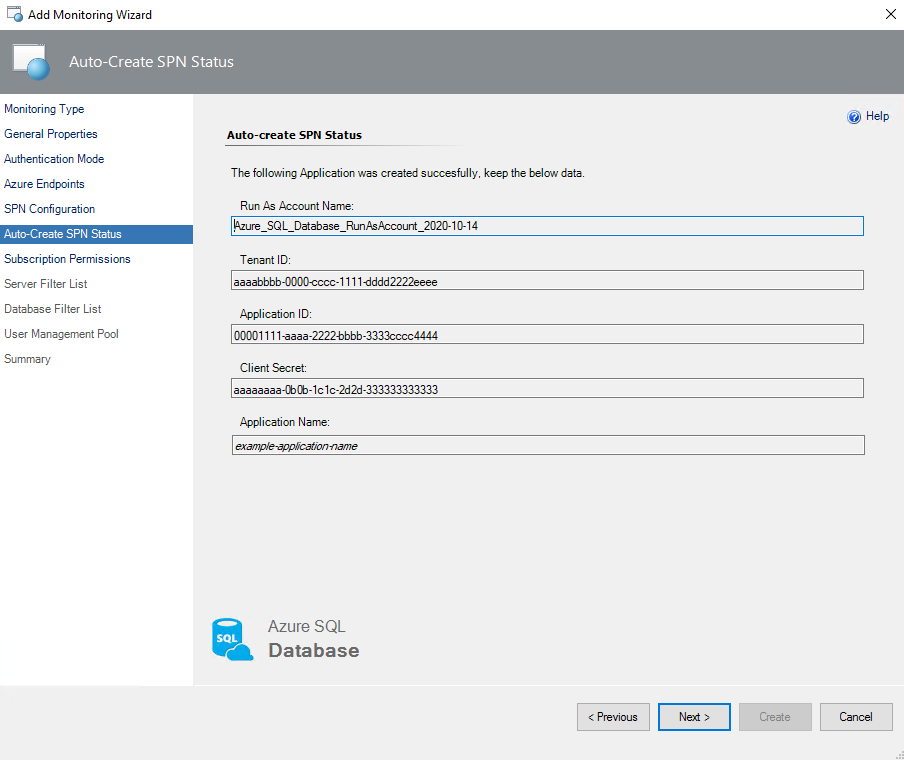 Add Monitoring Wizard
Auto-Create SPN Status
Monitoring Type
General Properties
Authentication Mode
Azure Endpoints
SPN Configuration
Auto-Create SPN Status
Subscription Permissions
Server Filter List
Database Filter List
User Management Pool
Summary
Help
Auto-create SPN Status
The following Application was created succesfully, keep the below data.
Run As Account Name:
Azure_SQL_Database_RunAsAccount_2020-10-14
Tenant ID:
aaaabbbb-0000-cccc-1111-dddd2222eeee
Application ID:
00001111-aaaa-2222-bbbb-3333cccc4444
Client Secret:
aaaaaaaa-0b0b-1c1c-2d2d-333333333333
Application Name:
example-application-name
SQL
Azure SQL
Database
< Previous
Next >
Create
Cancel